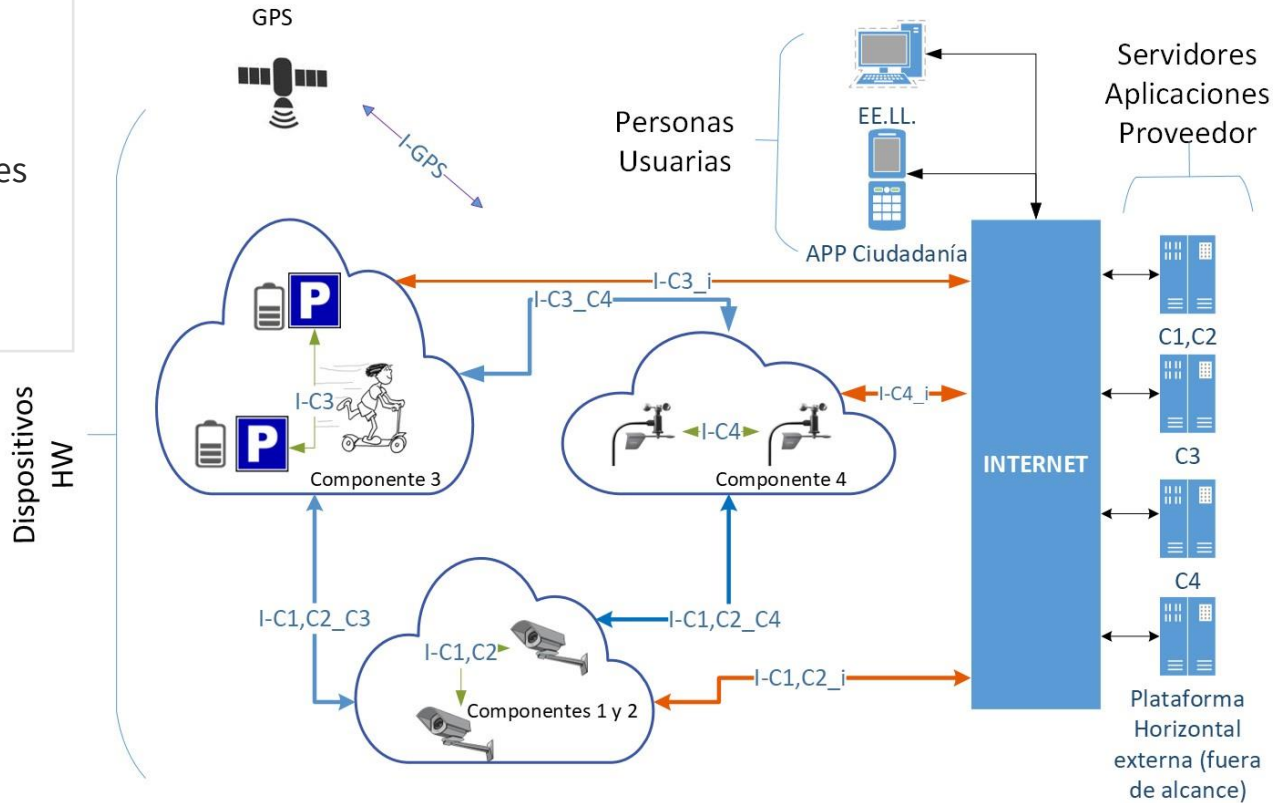 GPS
es
I-GPS
Dispositivos
HW
Personas
Usuarias
EE.LL.
APP Ciudadanía
Servidores
Aplicaciones
Proveedor
P
I-C3
P
Componente 3
I-C3_i
I-C3_C4
I-C4
Componente 4
I-C4_i
INTERNET
C1,C2
C3
C4
Plataforma
Horizontal
externa (fuera
de alcance)
I-C1,C2_C3
I-C1,C2_C4
I-C1,C2
Componentes 1 y 2
I-C1,C2_i